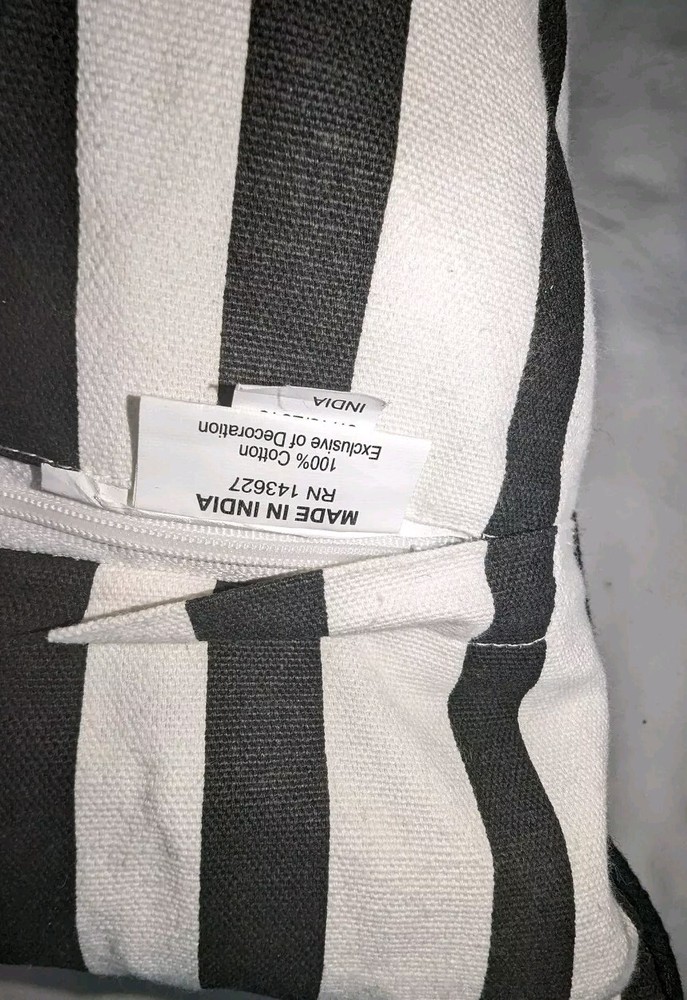 MADE IN INDIA
RN 143627
100% Cotton
Exclusive of Decoration
INDIA